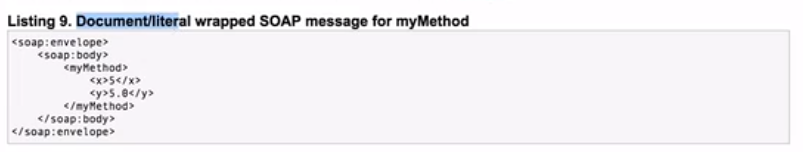 Listing 9. Document/literal wrapped SOAP message for myMethod
<soap:envelope>
    <soap:body>
        <myMethod>
            <x>5</x>
            <y>5.0</y>
        </myMethod>
    </soap:body>
</soap:envelope>